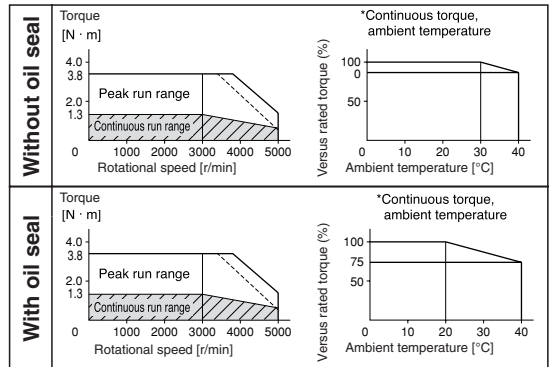 Without oil seal
Torque
[N · m]
4.0
3.8
2.0
1.3
0
Peak run range
Continuous run range
1000 2000 3000 4000 5000
Rotational speed [r/min]
*Continuous torque,
ambient temperature
Versus rated torque (%)
100
0
50
0 10 20 30 40
Ambient temperature [°C]
With oil seal
Torque
[N · m]
4.0
3.8
2.0
1.3
0
Peak run range
Continuous run range
1000 2000 3000 4000 5000
Rotational speed [r/min]
*Continuous torque,
ambient temperature
Versus rated torque (%)
100
75
50
0 10 20 30 40
Ambient temperature [°C]